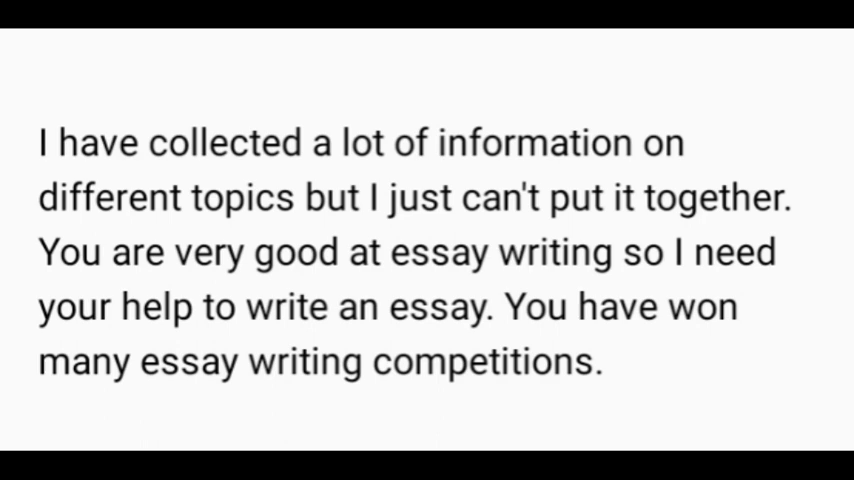 I have collected a lot of information on
different topics but I just can't put it together.
You are very good at essay writing so I need
your help to write an essay. You have won
many essay writing competitions.